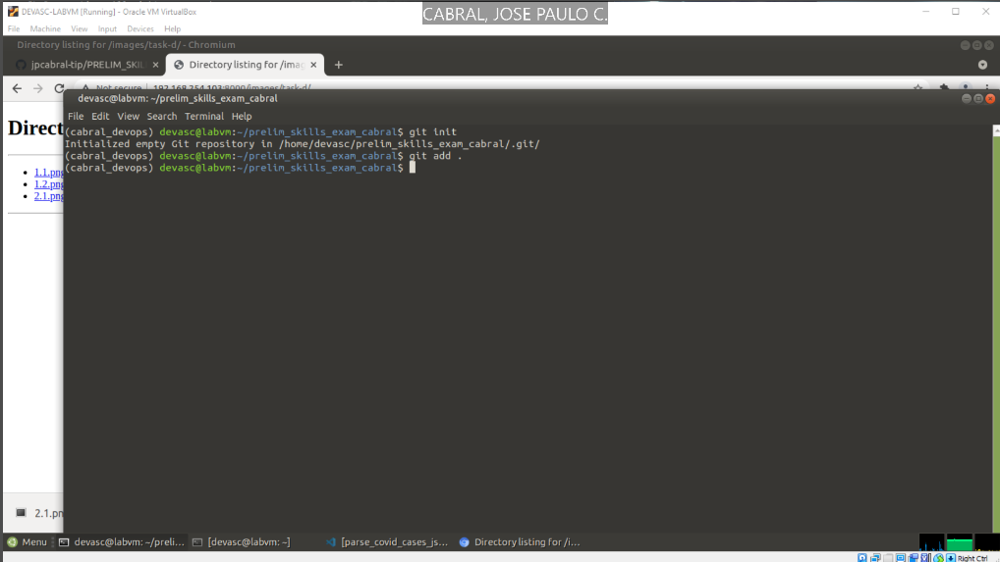 DEVASC-LABVM [Running] - Oracle VM VirtualBox
CABRAL, JOSE PAULO C.
File Machine View Input Devices Help
Directory listing for /images/task-d/ - Chromium
jpcabral-tip/PRELIM_SKIL
Directory listing for /imag
Not secure | 192.168.254.103:8000/images/task-d/
devasc@labvm: ~/prelim_skills_exam_cabral
File Edit View Search Terminal Help
Direct
1.1.png
1.2.png
2.1.png
(cabral_devops) devasc@labvm:~/prelim_skills_exam_cabral$ git init
Initialized empty Git repository in /home/devasc/prelim_skills_exam_cabral/.git/
(cabral_devops) devasc@labvm:~/prelim_skills_exam_cabral$ git add .
(cabral_devops) devasc@labvm:~/prelim_skills_exam_cabral$
2.1.pn
Menu
devasc@labvm: ~/preli...
[devasc@labvm: ~]
[parse_covid_cases_js...
Directory listing for /i...
Right Ctrl